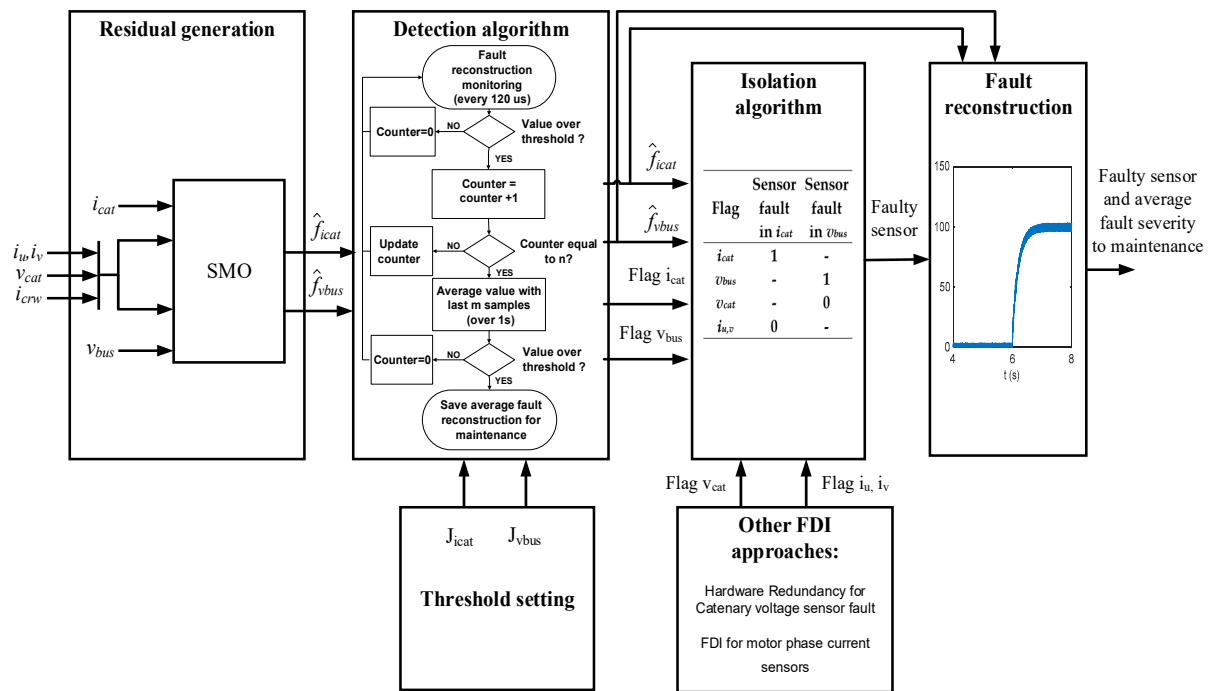 Residual generation
i_cat
i_u,i_v
v_cat
i_crw
v_bus
SMO
f̂_icat
f̂_vbus
Detection algorithm
Fault
reconstruction
monitoring
(every 120 us)
Counter=0
NO
Value over
threshold ?
YES
Counter =
counter +1
Update
counter
NO
Counter equal
to n?
YES
Average value with
last m samples
(over 1s)
Counter=0
NO
Value over
threshold ?
YES
Save average fault
reconstruction for
maintenance
f̂_icat
f̂_vbus
Flag i_cat
Flag v_bus
J_icat J_vbus
Threshold setting
Isolation
algorithm
Sensor Sensor
Flag fault fault
in i_cat in v_bus
i_cat 1 -
v_bus - 1
v_cat - 0
i_u,v 0 -
Flag v_cat
Flag i_u, i_v
Other FDI
approaches:
Hardware Redundancy for
Catenary voltage sensor fault
FDI for motor phase current
sensors
Faulty
sensor
Fault
reconstruction
150
100
50
0
4 6 8
t (s)
Faulty sensor
and average
fault severity
to maintenance